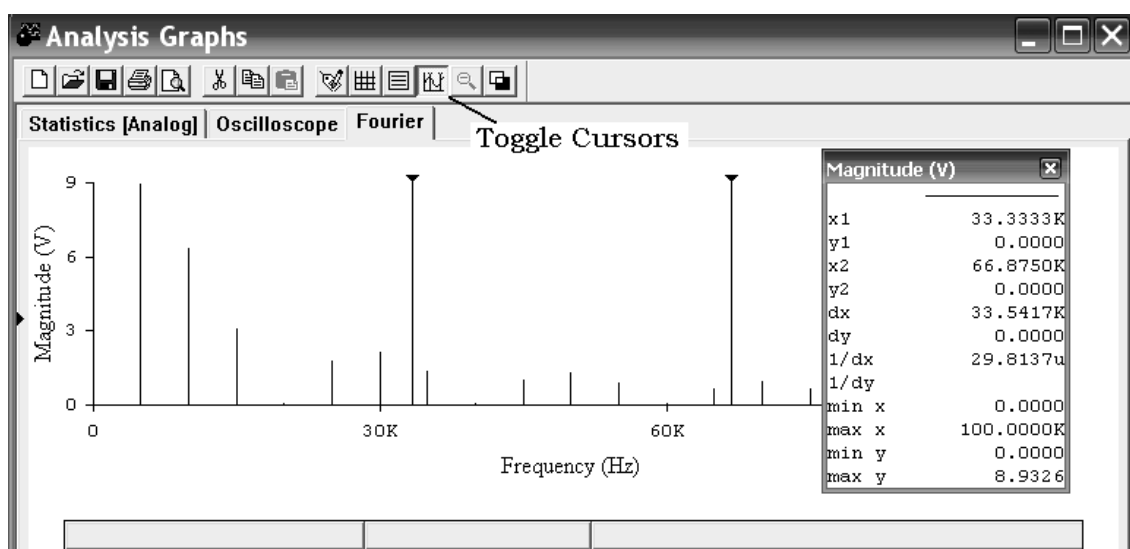 Analysis Graphs
Statistics [Analog] Oscilloscope Fourier
Toggle Cursors
Magnitude (V)
9
6
3
0
0 30K 60K
Frequency (Hz)
Magnitude (V)
x1 33.3333K
y1 0.0000
x2 66.8750K
y2 0.0000
dx 33.5417K
dy 0.0000
1/dx 29.8137u
1/dy
min x 0.0000
max x 100.0000K
min y 0.0000
max y 8.9326